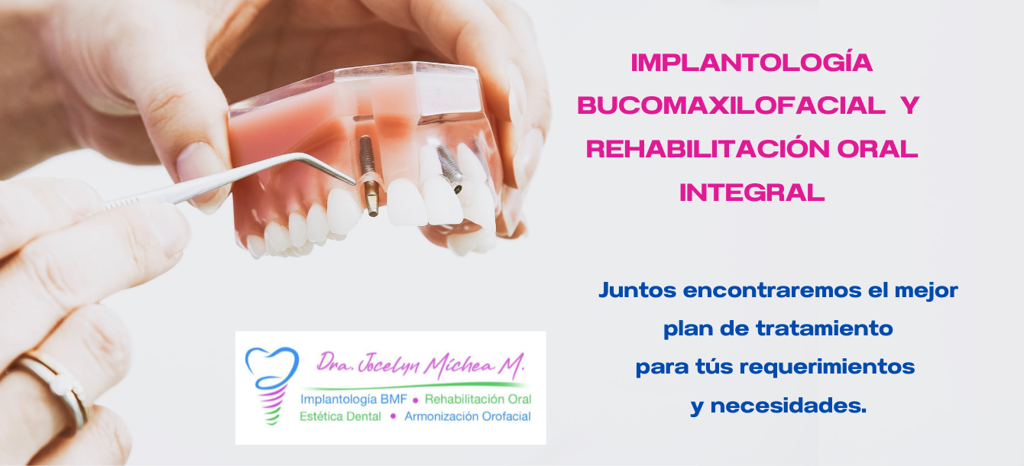 IMPLANTOLOGÍA
BUCOMAXILOFACIAL Y
REHABILITACIÓN ORAL
INTEGRAL
Juntos encontraremos el mejor
plan de tratamiento
para tús requerimientos
y necesidades.
Dra. Jocelyn Míchea M.
Implantología BMF • Rehabilitación Oral
Estética Dental • Armonización Orofacial